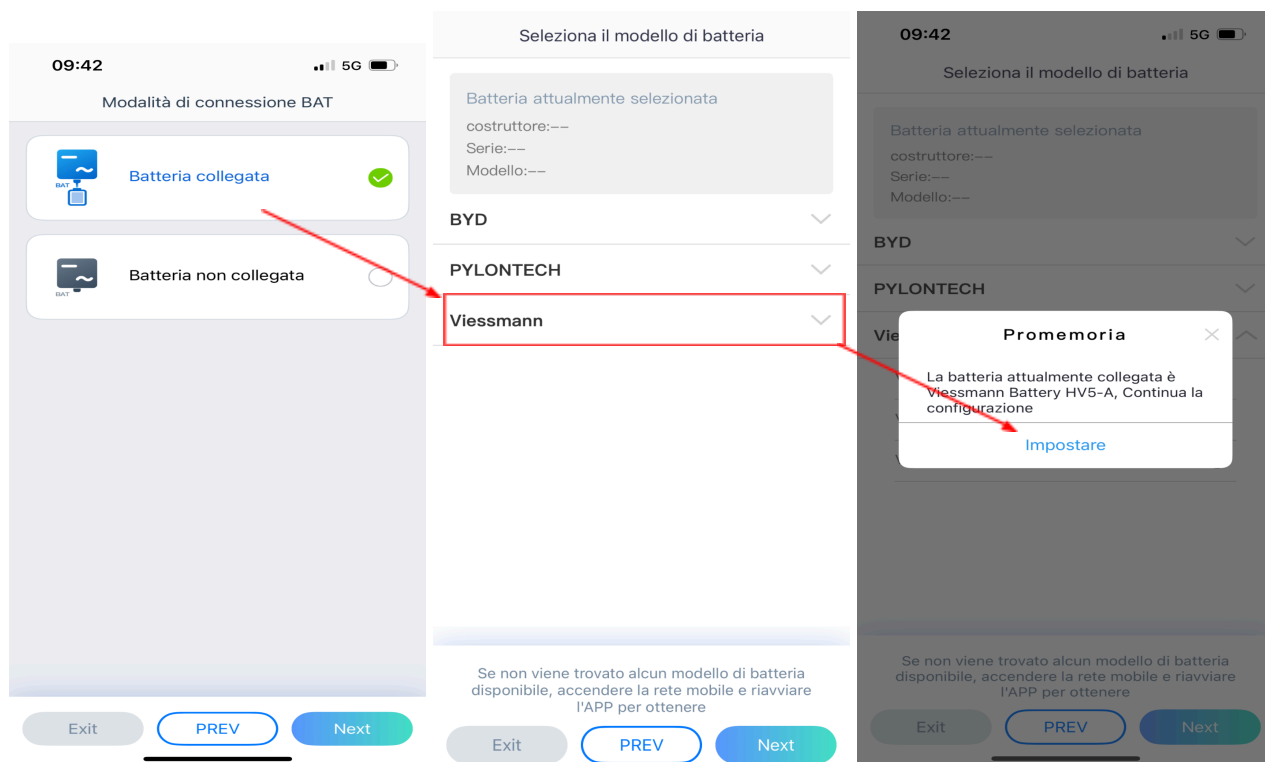 09:42
5G
Modalità di connessione BAT
BAT
Batteria collegata
BAT
Batteria non collegata
Exit
PREV
Next
Seleziona il modello di batteria
Batteria attualmente selezionata
costruttore:--
Serie:--
Modello:--
BYD
PYLONTECH
Viessmann
Se non viene trovato alcun modello di batteria
disponibile, accendere la rete mobile e riavviare
l'APP per ottenere
Exit
PREV
Next
09:42
5G
Seleziona il modello di batteria
Batteria attualmente selezionata
costruttore:--
Serie:--
Modello:--
BYD
PYLONTECH
Vie
Promemoria
La batteria attualmente collegata è
Viessmann Battery HV5-A, Continua la
configurazione
Impostare
Se non viene trovato alcun modello di batteria
disponibile, accendere la rete mobile e riavviare
l'APP per ottenere
Exit
PREV
Next